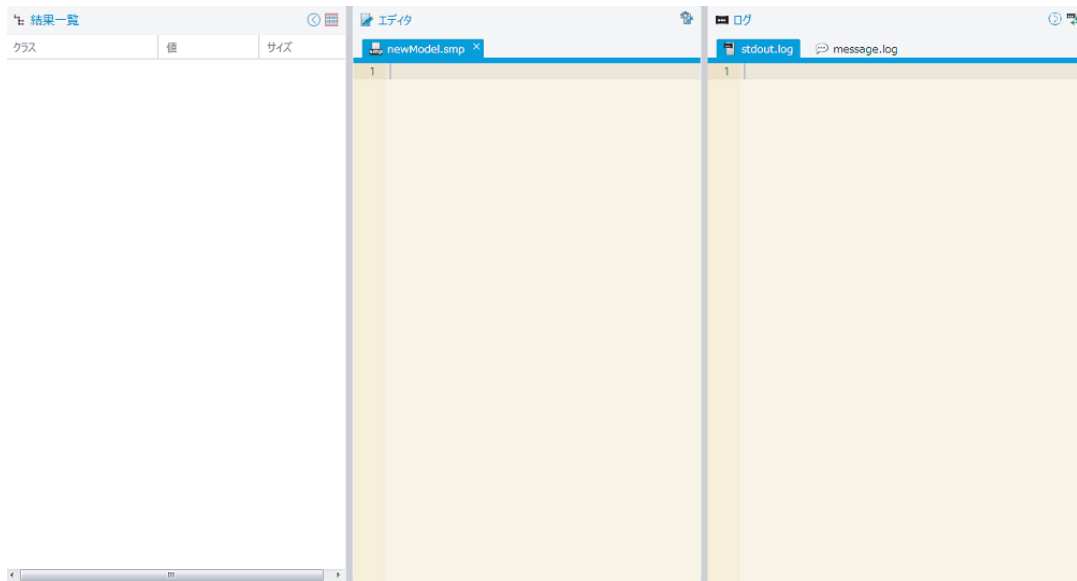 結果一覧
クラス 値 サイズ
エディタ
newModel.smp
1
ログ
stdout.log message.log
1